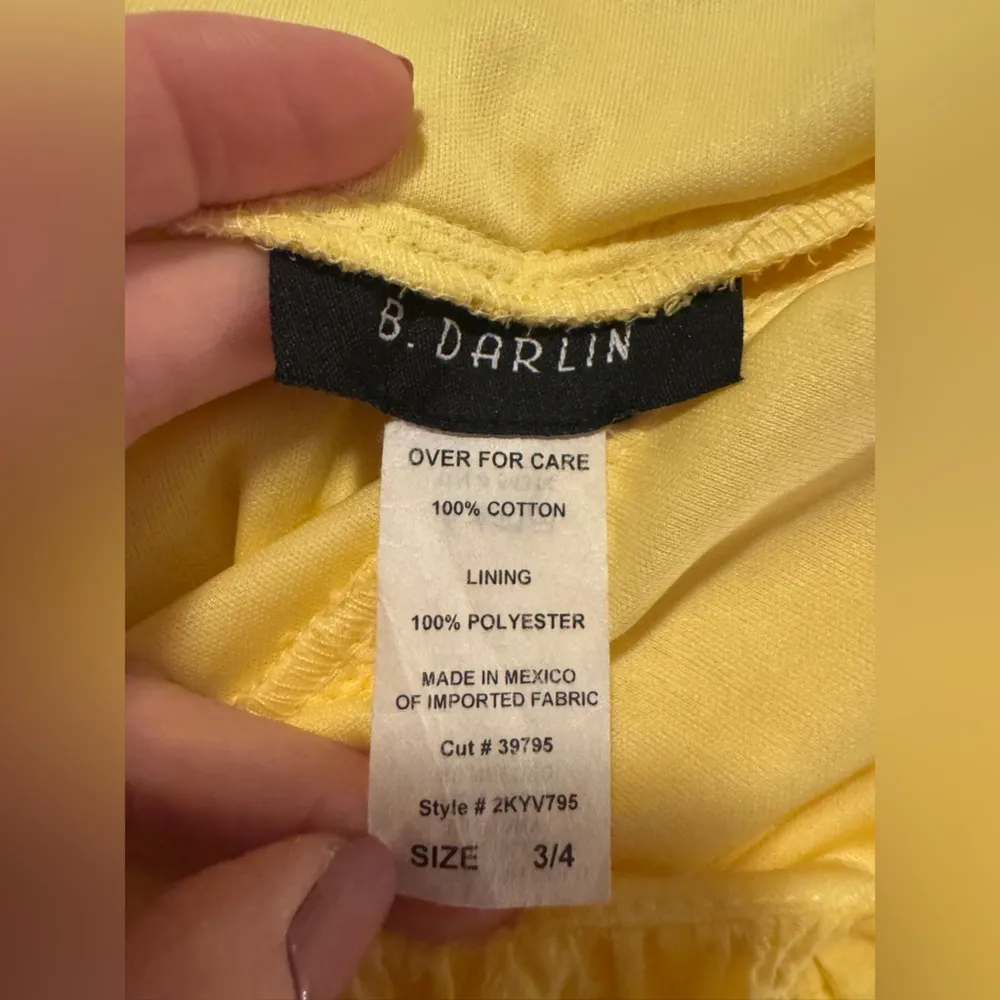 B. DARLIN
OVER FOR CARE
100% COTTON
LINING
100% POLYESTER
MADE IN MEXICO
OF IMPORTED FABRIC
Cut # 39795
Style # 2KYV795
SIZE 3/4